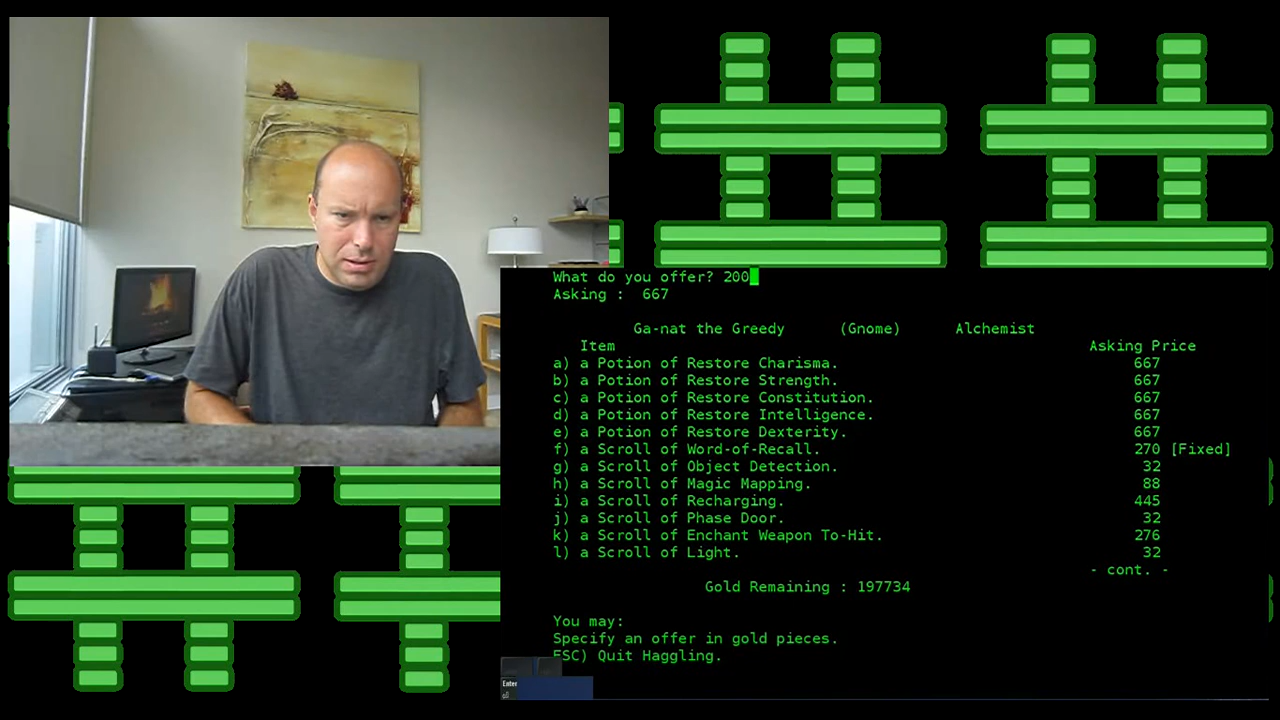 What do you offer? 200
Asking : 667
Ga-nat the Greedy (Gnome) Alchemist
Item Asking Price
a) a Potion of Restore Charisma. 667
b) a Potion of Restore Strength. 667
c) a Potion of Restore Constitution. 667
d) a Potion of Restore Intelligence. 667
e) a Potion of Restore Dexterity. 667
f) a Scroll of Word-of-Recall. 270 [Fixed]
g) a Scroll of Object Detection. 32
h) a Scroll of Magic Mapping. 88
i) a Scroll of Recharging. 445
j) a Scroll of Phase Door. 32
k) a Scroll of Enchant Weapon To-Hit. 276
l) a Scroll of Light. 32
- cont. -
Gold Remaining : 197734
You may:
Specify an offer in gold pieces.
ESC) Quit Haggling.
Enter